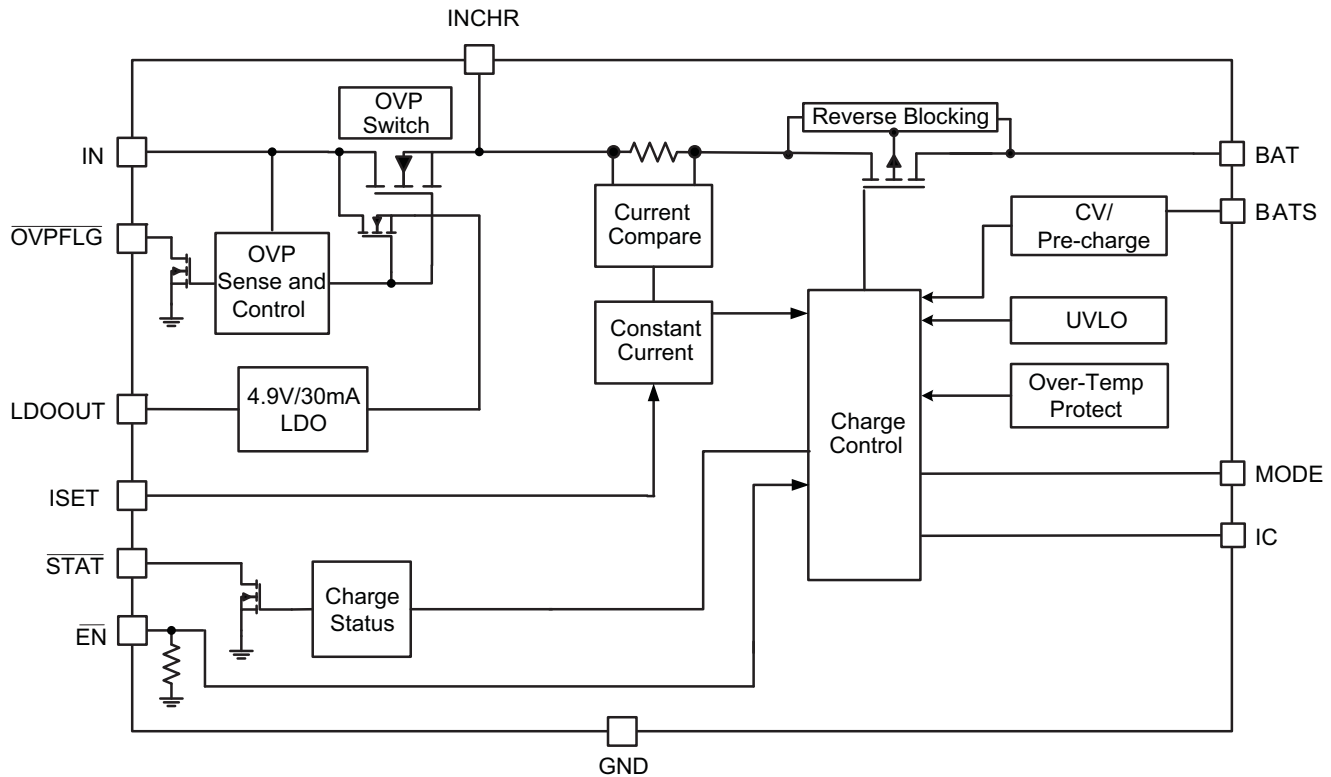 INCHR
OVP
Switch
Reverse Blocking
IN
BAT
OVPFLG
Current
Compare
CV/
Pre-charge
BATS
OVP
Sense and
Control
Constant
Current
UVLO
LDOOUT
4.9V/30mA
LDO
Over-Temp
Protect
Charge
Control
ISET
MODE
STAT
IC
Charge
Status
EN
GND